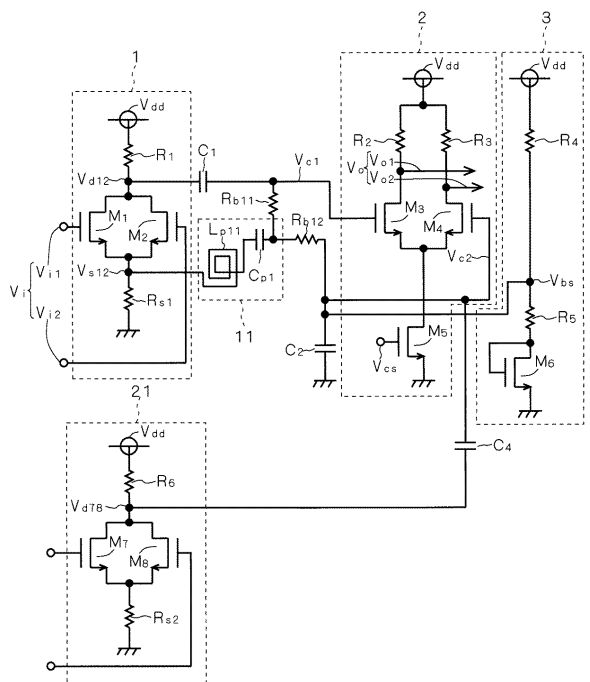 1
2
3
Vdd
Vdd
Vdd
R1
C1
Vc1
R2
R3
R4
Vd12
Vo
Vo1
Vo2
Rb11
M1
M2
Lp11
Rb12
M3
M4
Cp1
Vi
Vi1
Vi2
Vs12
Vc2
Vbs
Rs1
11
C2
M5
Vcs
R5
M6
21
Vdd
R6
C4
Vd78
M7
M8
Rs2